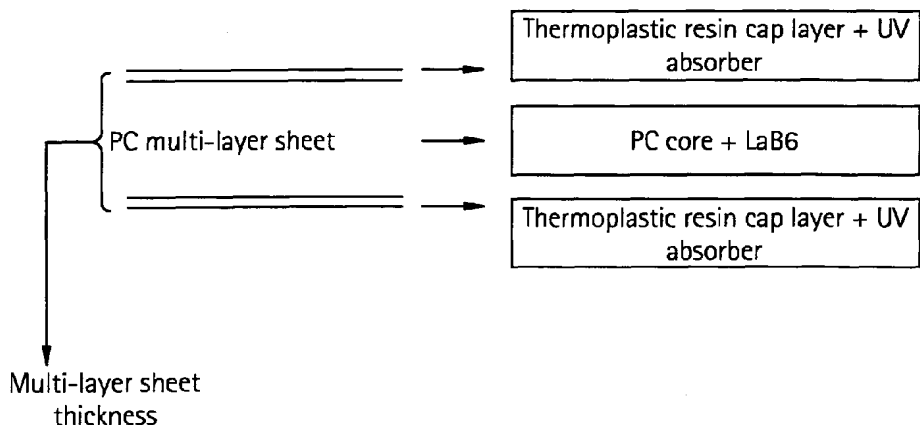 Thermoplastic resin cap layer + UV
absorber
PC multi-layer sheet
PC core + LaB6
Thermoplastic resin cap layer + UV
absorber
Multi-layer sheet
thickness